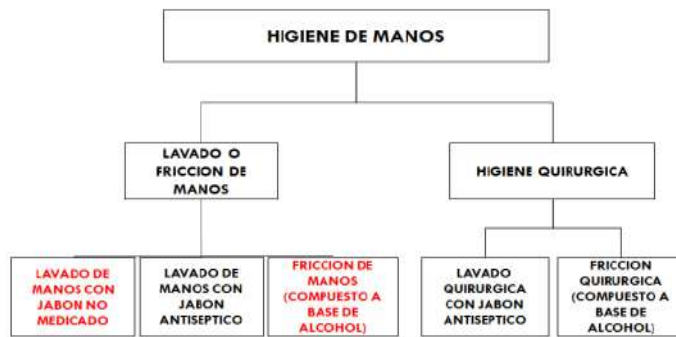 HIGIENE DE MANOS
LAVADO O
FRICCION DE
MANOS
HIGIENE QUIRURGICA
LAVADO DE
MANOS CON
JABON NO
MEDICADO
LAVADO DE
MANOS CON
JABON
ANTISEPTICO
FRICCION DE
MANOS
(COMPUESTO A
BASE DE
ALCOHOL)
LAVADO
QUIRURGICA
CON JABON
ANTISEPTICO
FRICCION
QUIRURGICA
(COMPUESTO A
BASE DE
ALCOHOL)